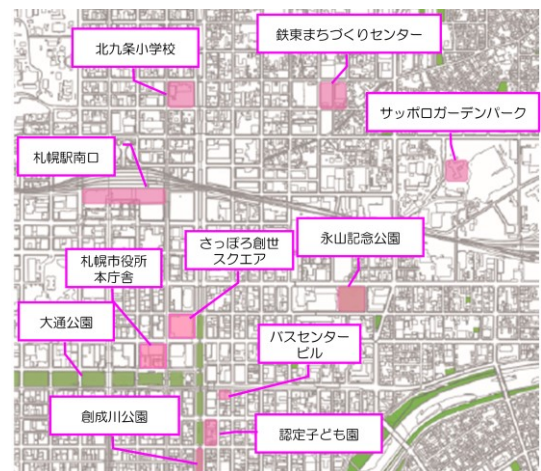 北九条小学校
鉄東まちづくりセンター
サッポロガーデンパーク
札幌駅南口
さっぽろ創世
スクエア
永山記念公園
札幌市役所
本庁舎
大通公園
バスセンター
ビル
創成川公園
認定子ども園